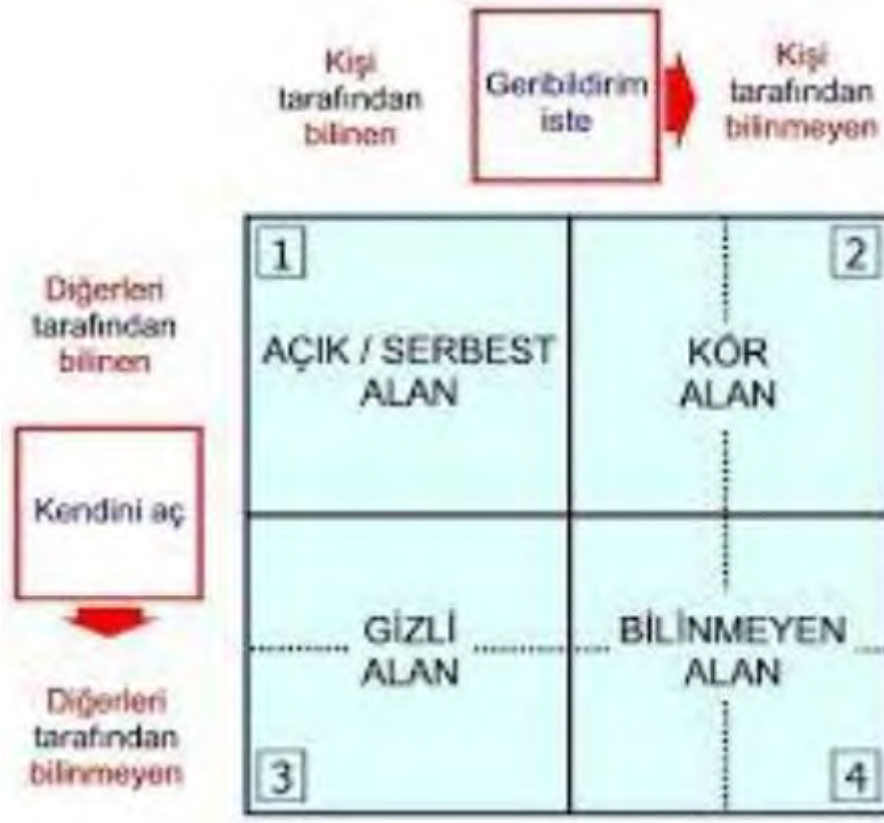 Kişi
tarafından
bilinen
Geribildirim
iste
Kişi
tarafından
bilinmeyen
Diğerleri
tarafından
bilinen
1
2
AÇIK / SERBEST
ALAN
KÖR
ALAN
Kendini aç
GİZLİ
ALAN
BİLİNMEYEN
ALAN
Diğerleri
tarafından
bilinmeyen
3
4